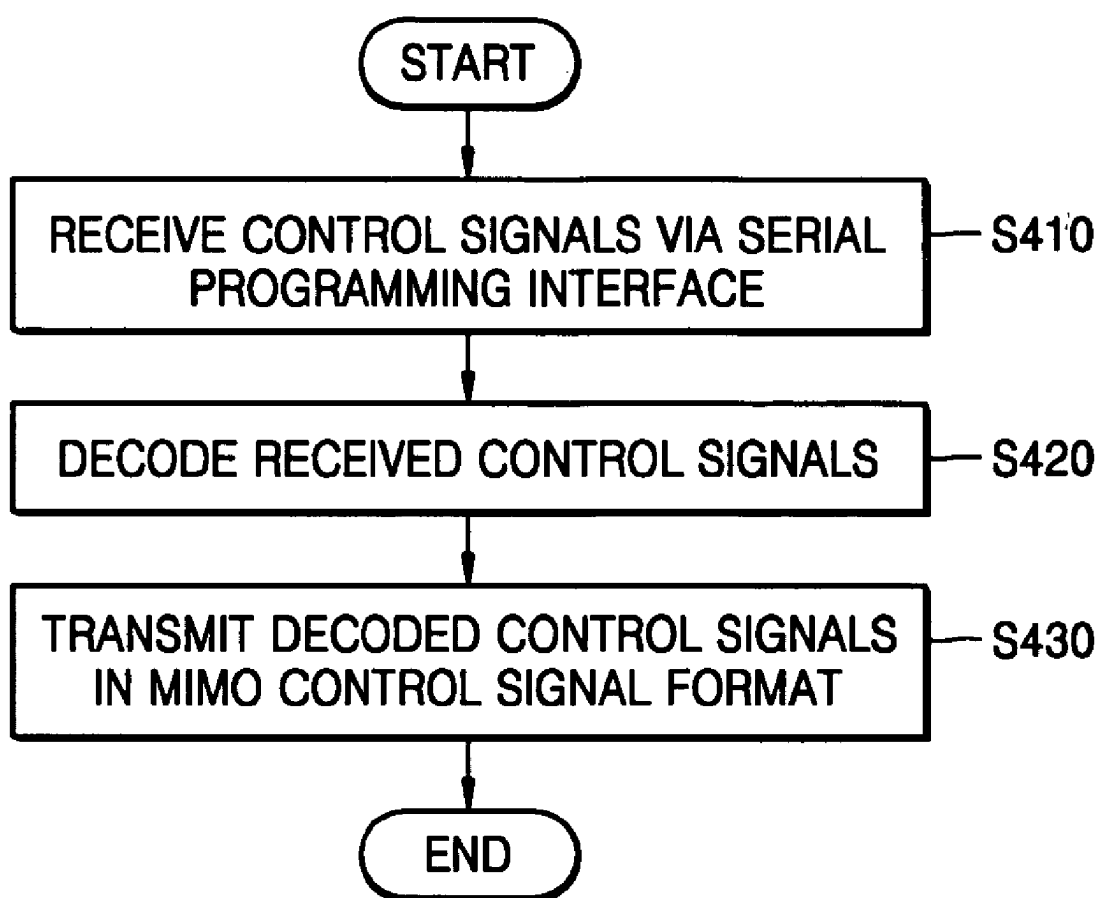 START
RECEIVE CONTROL SIGNALS VIA SERIAL
PROGRAMMING INTERFACE
S410
DECODE RECEIVED CONTROL SIGNALS
S420
TRANSMIT DECODED CONTROL SIGNALS
IN MIMO CONTROL SIGNAL FORMAT
S430
END